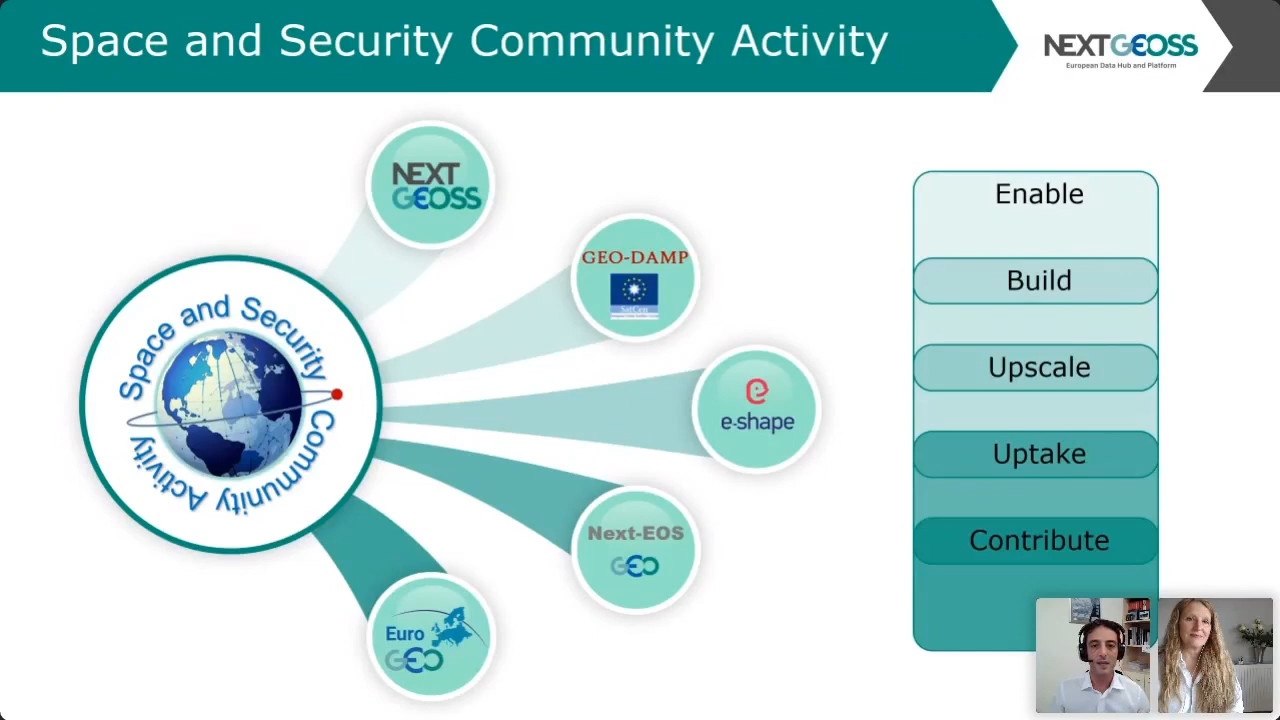 Space and Security Community Activity
NEXTGEOSS
European Data Hub and Platform
NEXT
GEOSS
GEO-DAMP
SatCen
e-shape
Next-EOS
GEO
Euro
GEO
Space and Security
Community Activity
Enable
Build
Upscale
Uptake
Contribute